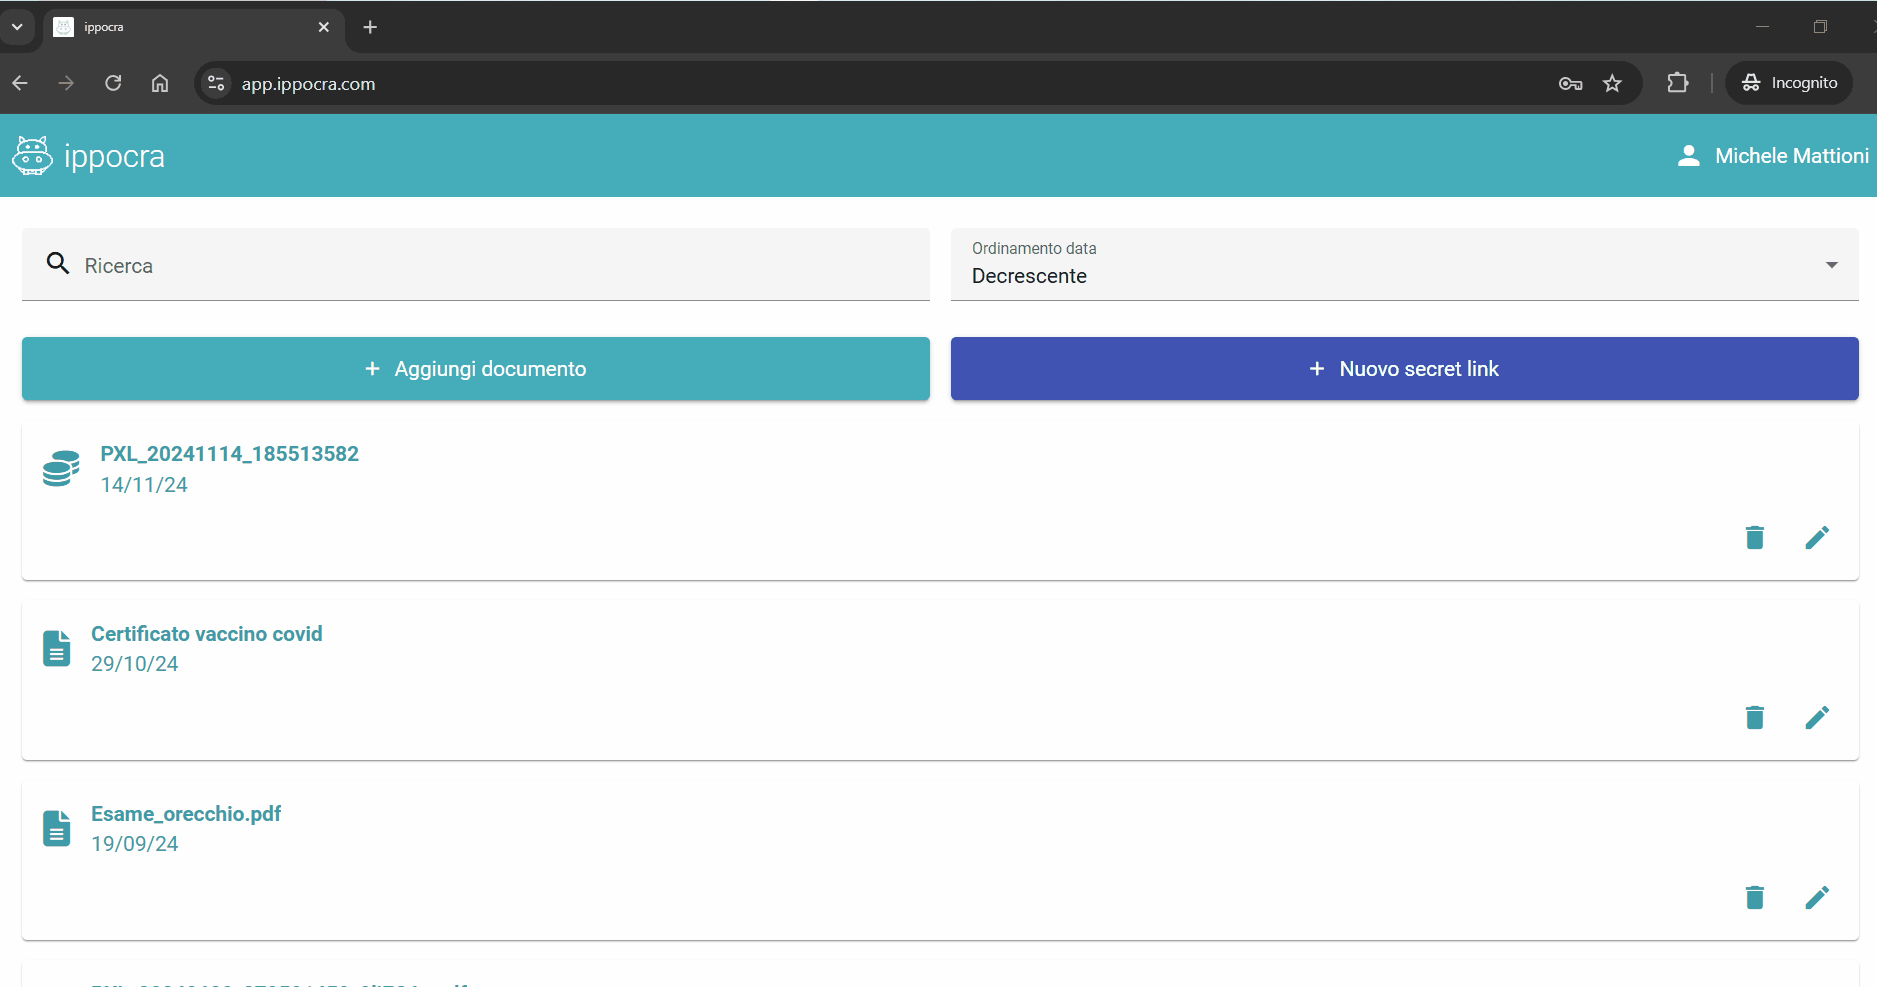 ippocra
app.ippocra.com
Incognito
ippocra
Michele Mattioni
Ricerca
Ordinamento data
Decrescente
+ Aggiungi documento
+ Nuovo secret link
PXL_20241114_185513582
14/11/24
Certificato vaccino covid
29/10/24
Esame_orecchio.pdf
19/09/24